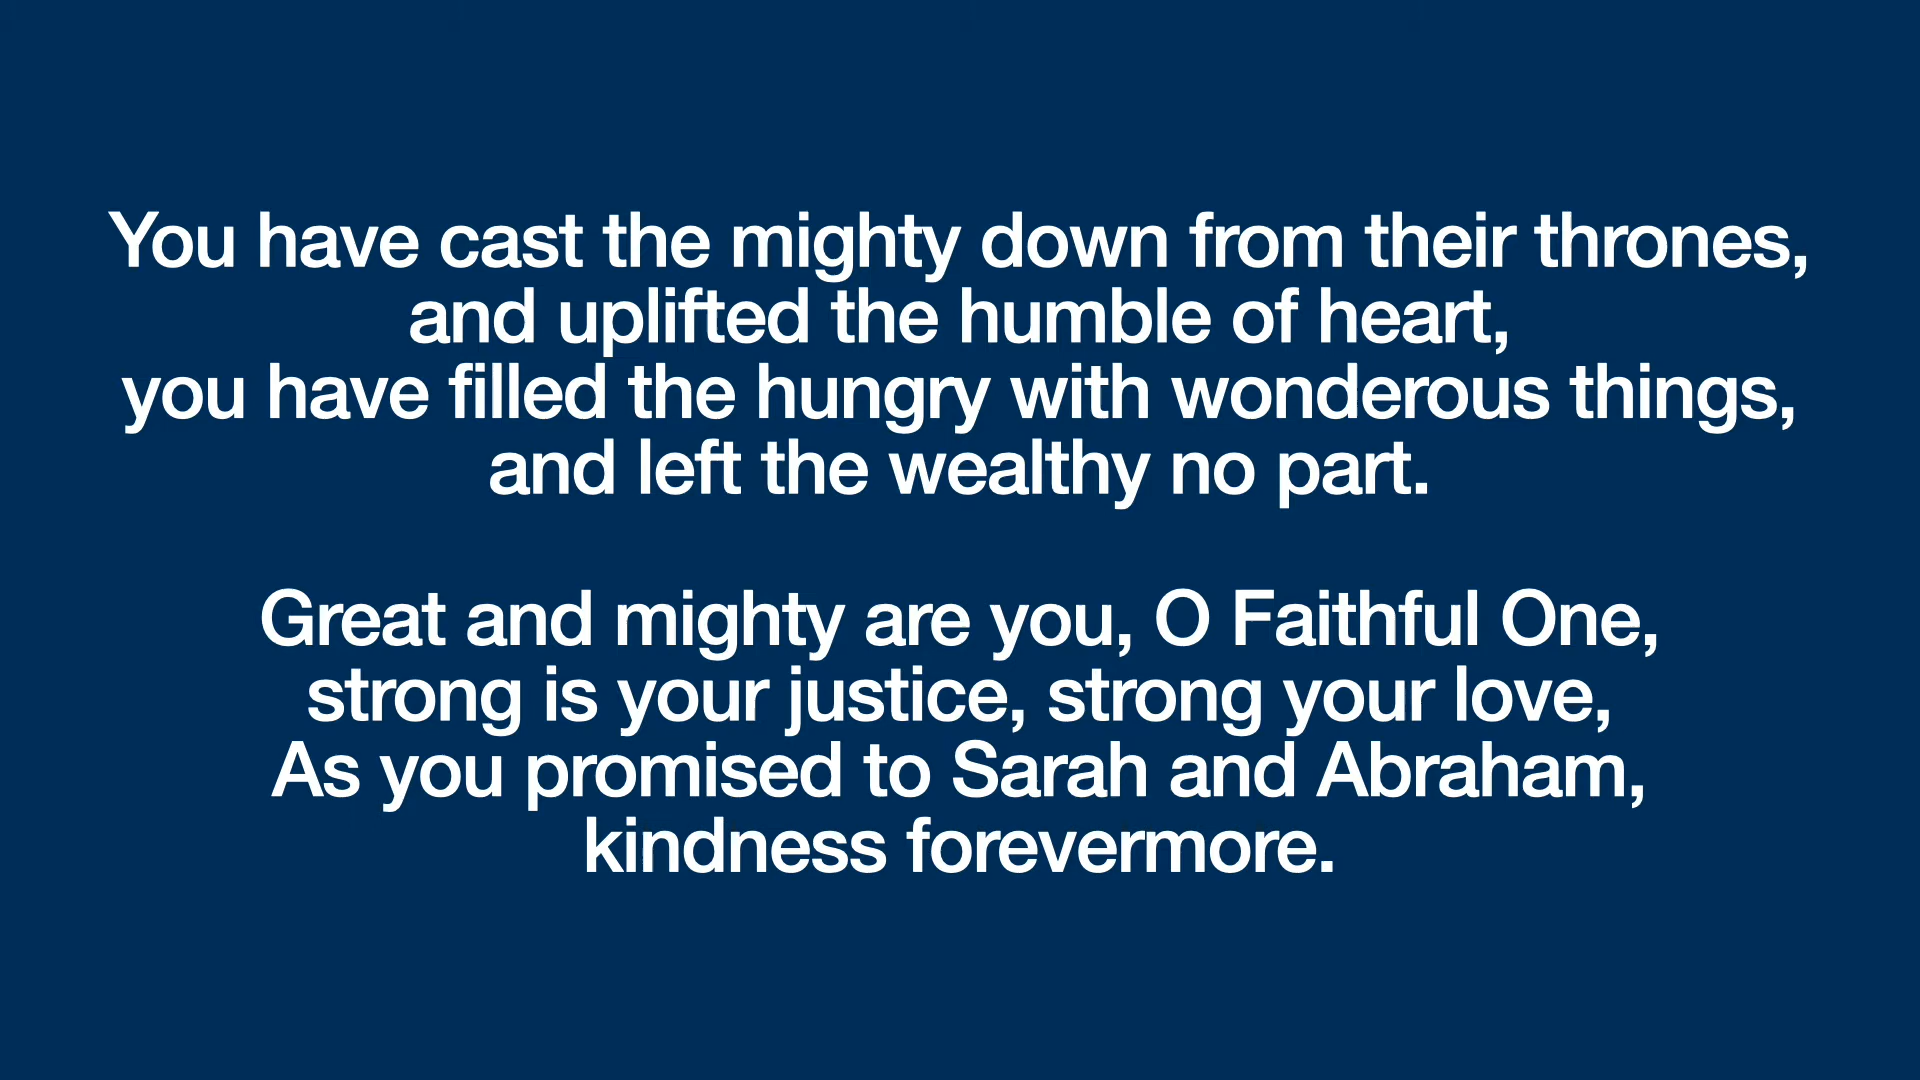 You have cast the mighty down from their thrones,
and uplifted the humble of heart,
you have filled the hungry with wonderous things,
and left the wealthy no part.
Great and mighty are you, O Faithful One,
strong is your justice, strong your love,
As you promised to Sarah and Abraham,
kindness forevermore.